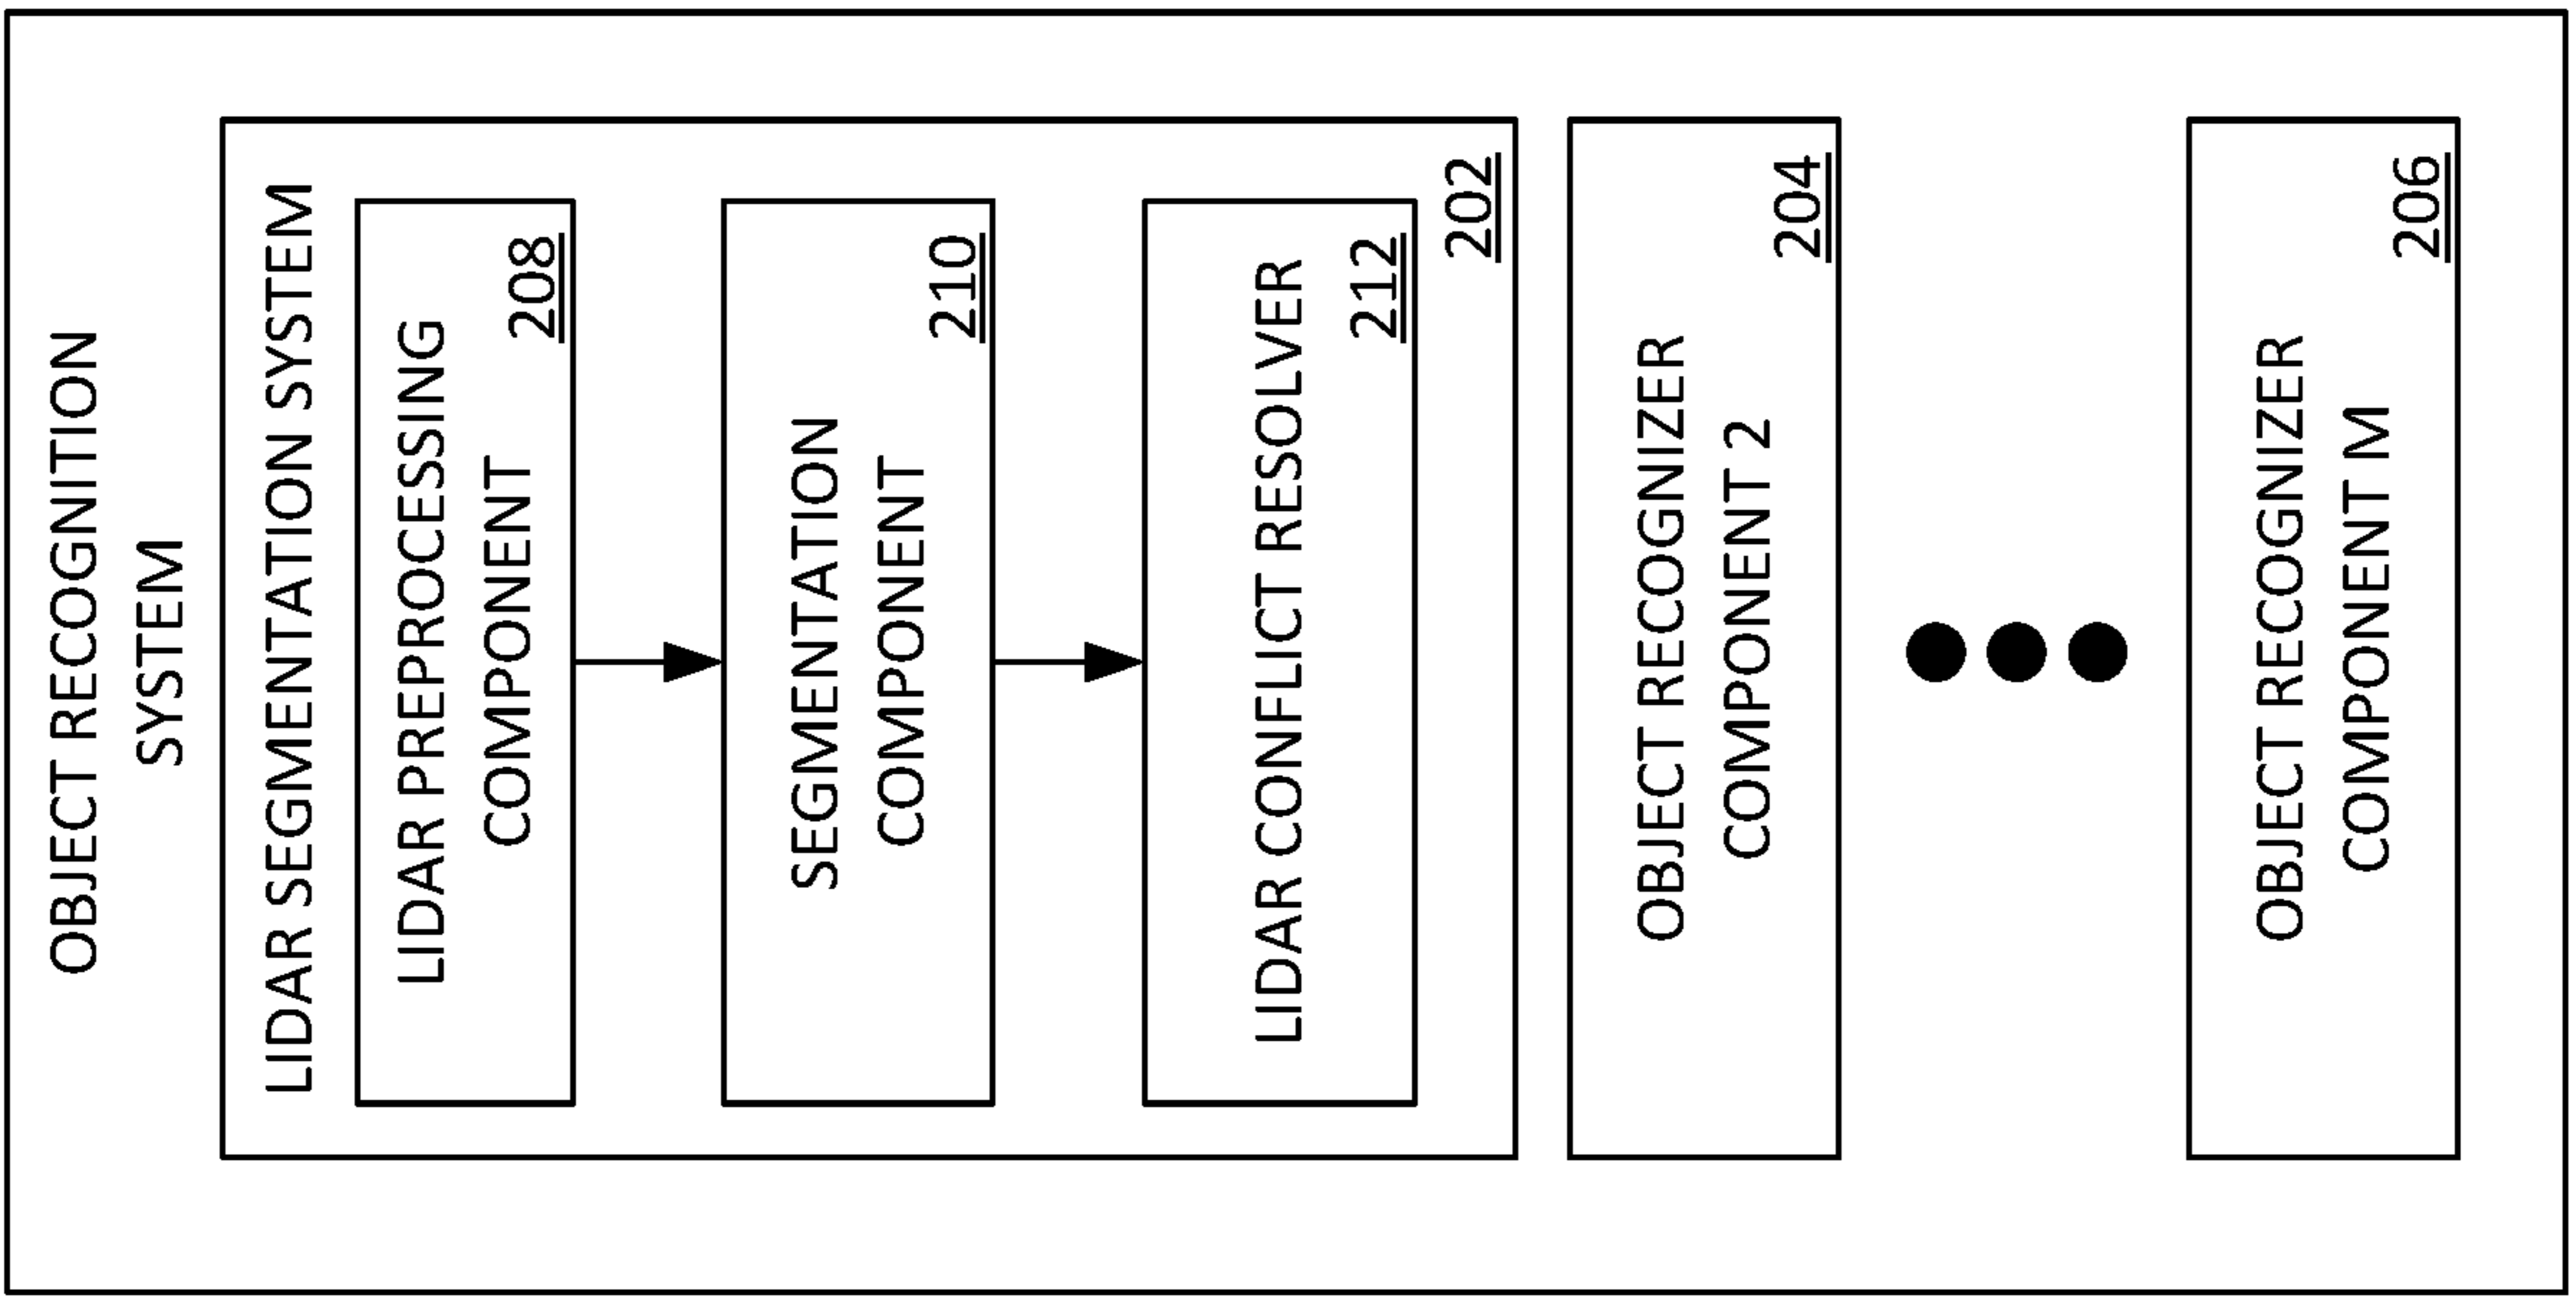 OBJECT RECOGNITION
SYSTEM
LIDAR SEGMENTATION SYSTEM
LIDAR PREPROCESSING
COMPONENT
208
SEGMENTATION
COMPONENT
210
LIDAR CONFLICT RESOLVER
212
202
OBJECT RECOGNIZER
COMPONENT 2
204
OBJECT RECOGNIZER
COMPONENT M
206